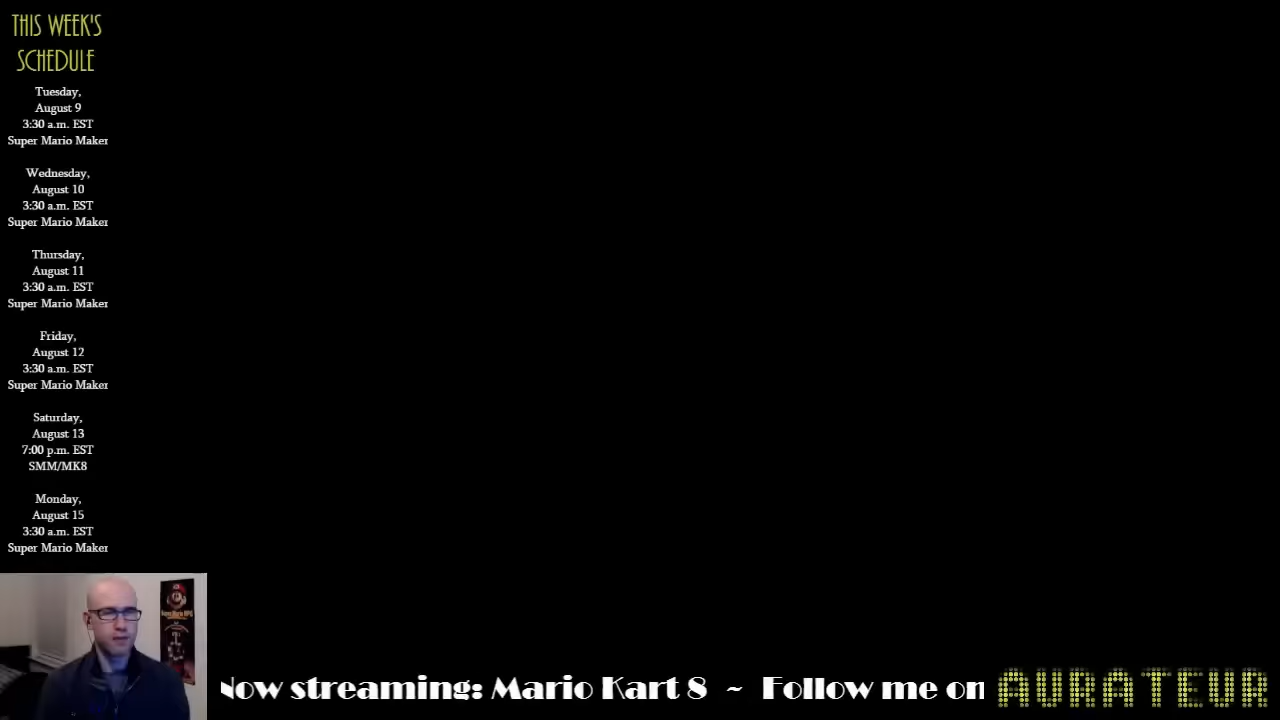 THIS WEEK'S
SCHEDULE
Tuesday,
August 9
3:30 a.m. EST
Super Mario Maker
Wednesday,
August 10
3:30 a.m. EST
Super Mario Maker
Thursday,
August 11
3:30 a.m. EST
Super Mario Maker
Friday,
August 12
3:30 a.m. EST
Super Mario Maker
Saturday,
August 13
7:00 p.m. EST
SMM/MK8
Monday,
August 15
3:30 a.m. EST
Super Mario Maker
Super Mario RPG
Now streaming: Mario Kart 8 ~ Follow me on
AURATEUR